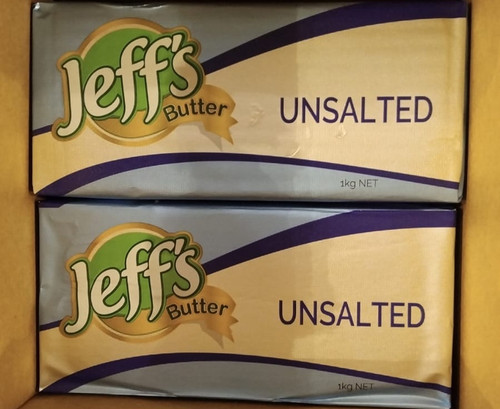 Jeff's
Butter
UNSALTED
1kg NET
Jeff's
Butter
UNSALTED
1kg NET